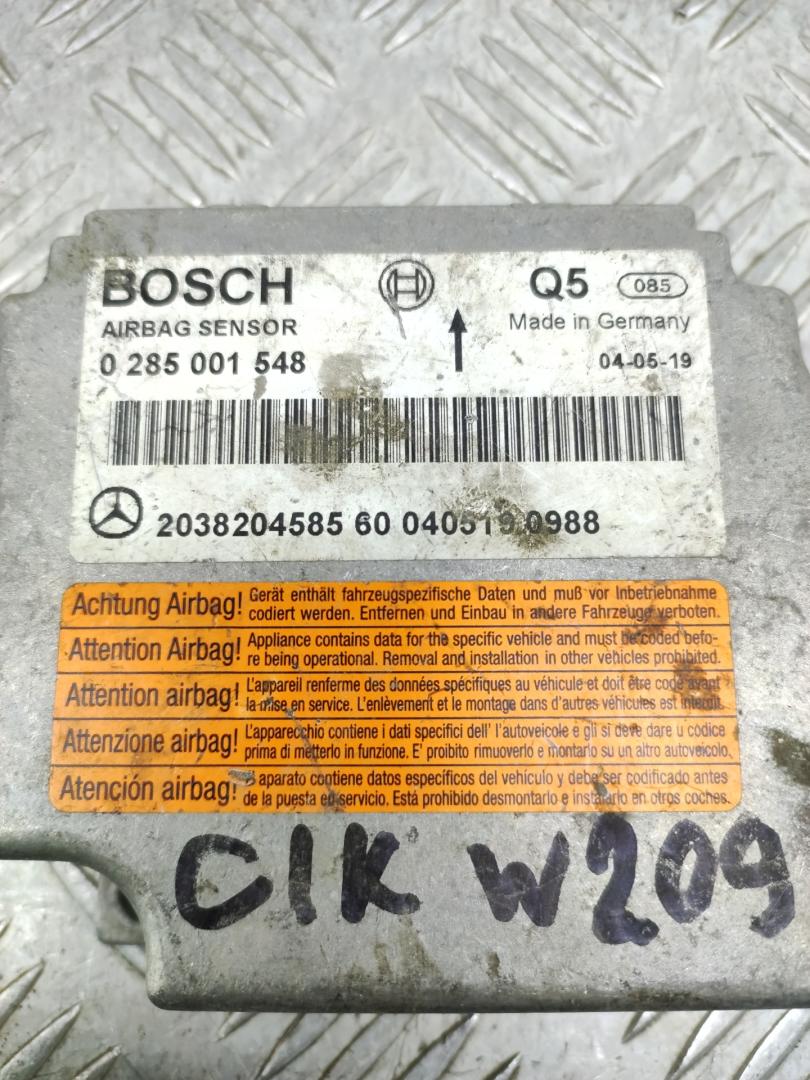 BOSCH
Q5 085
AIRBAG SENSOR
Made in Germany
0 285 001 548
04-05-19
2038204585 60 040519 0988
Achtung Airbag! Gerät enthält fahrzeugspezifische Daten und muß vor Inbetriebnahme
codiert werden. Entfernen und Einbau in andere Fahrzeuge verboten.
Attention Airbag! Appliance contains data for the specific vehicle and must be coded befo-
re being operational. Removal and installation in other vehicles prohibited.
Attention airbag! L'appareil renferme des données spécifiques au véhicule et doit être codé avant
la mise en service. L'enlèvement et le montage dans d'autres véhicules est interdit.
Attenzione airbag! L'apparecchio contiene i dati specifici dell' l'autoveicole e gli si deve dare u codice
prima di metterlo in funzione. E' proibito rimuoverlo e montarlo su un altro autoveicolo.
Atención airbag! aparato contiene datos específicos del vehículo y debe ser codificado antes
de la puesta en servicio. Está prohibido desmontarlo e instalarlo en otros coches.
ClK W209